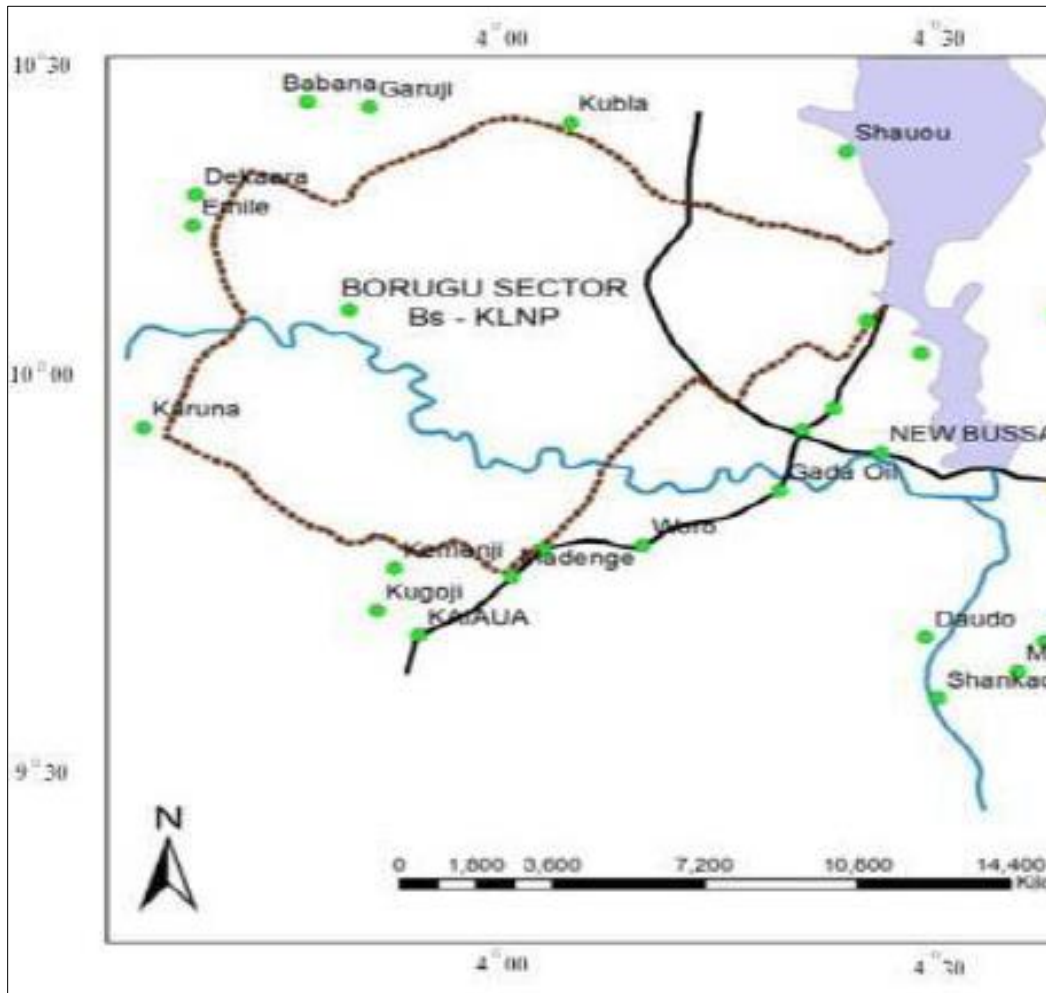 4°00
4°30
10°30
Babana
Garuji
Kubla
Shauou
Dekaara
Emile
BORUGU SECTOR
Bs - KLNP
10°00
Karuna
NEW BUSSA
Gada Oil
Woro
Kemanji
Madenge
Kugoji
KAIAUA
Daudo
M
Shankao
9°30
N
0 1,800 3,600 7,200 10,800 14,400
Kilo
4°00
4°30